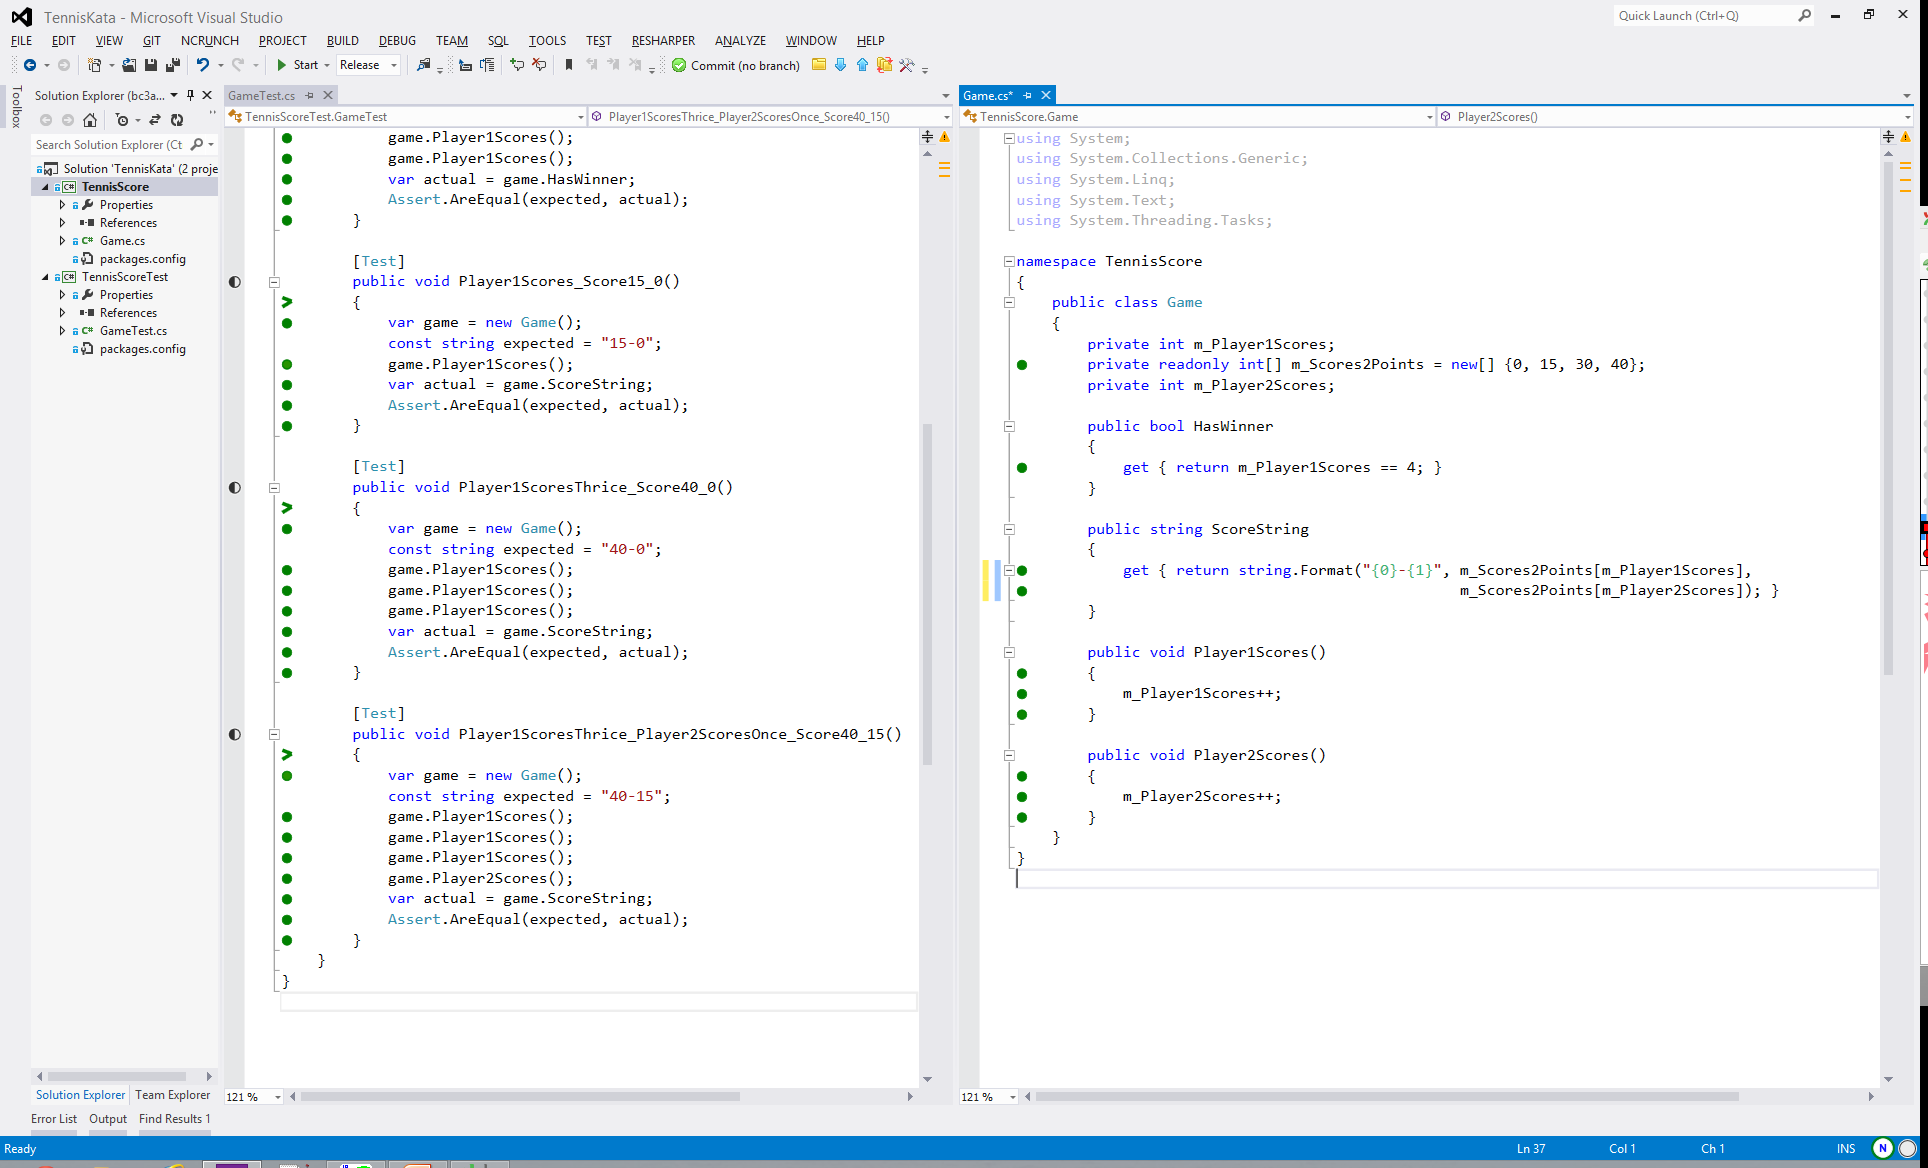 TennisKata - Microsoft Visual Studio
Quick Launch (Ctrl+Q)
FILE EDIT VIEW GIT NCRUNCH PROJECT BUILD DEBUG TEAM SQL TOOLS TEST RESHARPER ANALYZE WINDOW HELP
Start Release Commit (no branch)
Toolbox
Solution Explorer (bc3a...
Search Solution Explorer (Ct
Solution 'TennisKata' (2 proje
TennisScore
Properties
References
Game.cs
packages.config
TennisScoreTest
Properties
References
GameTest.cs
packages.config
Solution Explorer Team Explorer
GameTest.cs
TennisScoreTest.GameTest Player1ScoresThrice_Player2ScoresOnce_Score40_15()
game.Player1Scores();
game.Player1Scores();
var actual = game.HasWinner;
Assert.AreEqual(expected, actual);
}
[Test]
public void Player1Scores_Score15_0()
{
var game = new Game();
const string expected = "15-0";
game.Player1Scores();
var actual = game.ScoreString;
Assert.AreEqual(expected, actual);
}
[Test]
public void Player1ScoresThrice_Score40_0()
{
var game = new Game();
const string expected = "40-0";
game.Player1Scores();
game.Player1Scores();
game.Player1Scores();
var actual = game.ScoreString;
Assert.AreEqual(expected, actual);
}
[Test]
public void Player1ScoresThrice_Player2ScoresOnce_Score40_15()
{
var game = new Game();
const string expected = "40-15";
game.Player1Scores();
game.Player1Scores();
game.Player1Scores();
game.Player2Scores();
var actual = game.ScoreString;
Assert.AreEqual(expected, actual);
}
}
}
121 %
Game.cs*
TennisScore.Game Player2Scores()
using System;
using System.Collections.Generic;
using System.Linq;
using System.Text;
using System.Threading.Tasks;
namespace TennisScore
{
public class Game
{
private int m_Player1Scores;
private readonly int[] m_Scores2Points = new[] {0, 15, 30, 40};
private int m_Player2Scores;
public bool HasWinner
{
get { return m_Player1Scores == 4; }
}
public string ScoreString
{
get { return string.Format("{0}-{1}", m_Scores2Points[m_Player1Scores],
m_Scores2Points[m_Player2Scores]); }
}
public void Player1Scores()
{
m_Player1Scores++;
}
public void Player2Scores()
{
m_Player2Scores++;
}
}
}
121 %
Error List Output Find Results 1
Ready Ln 37 Col 1 Ch 1 INS N